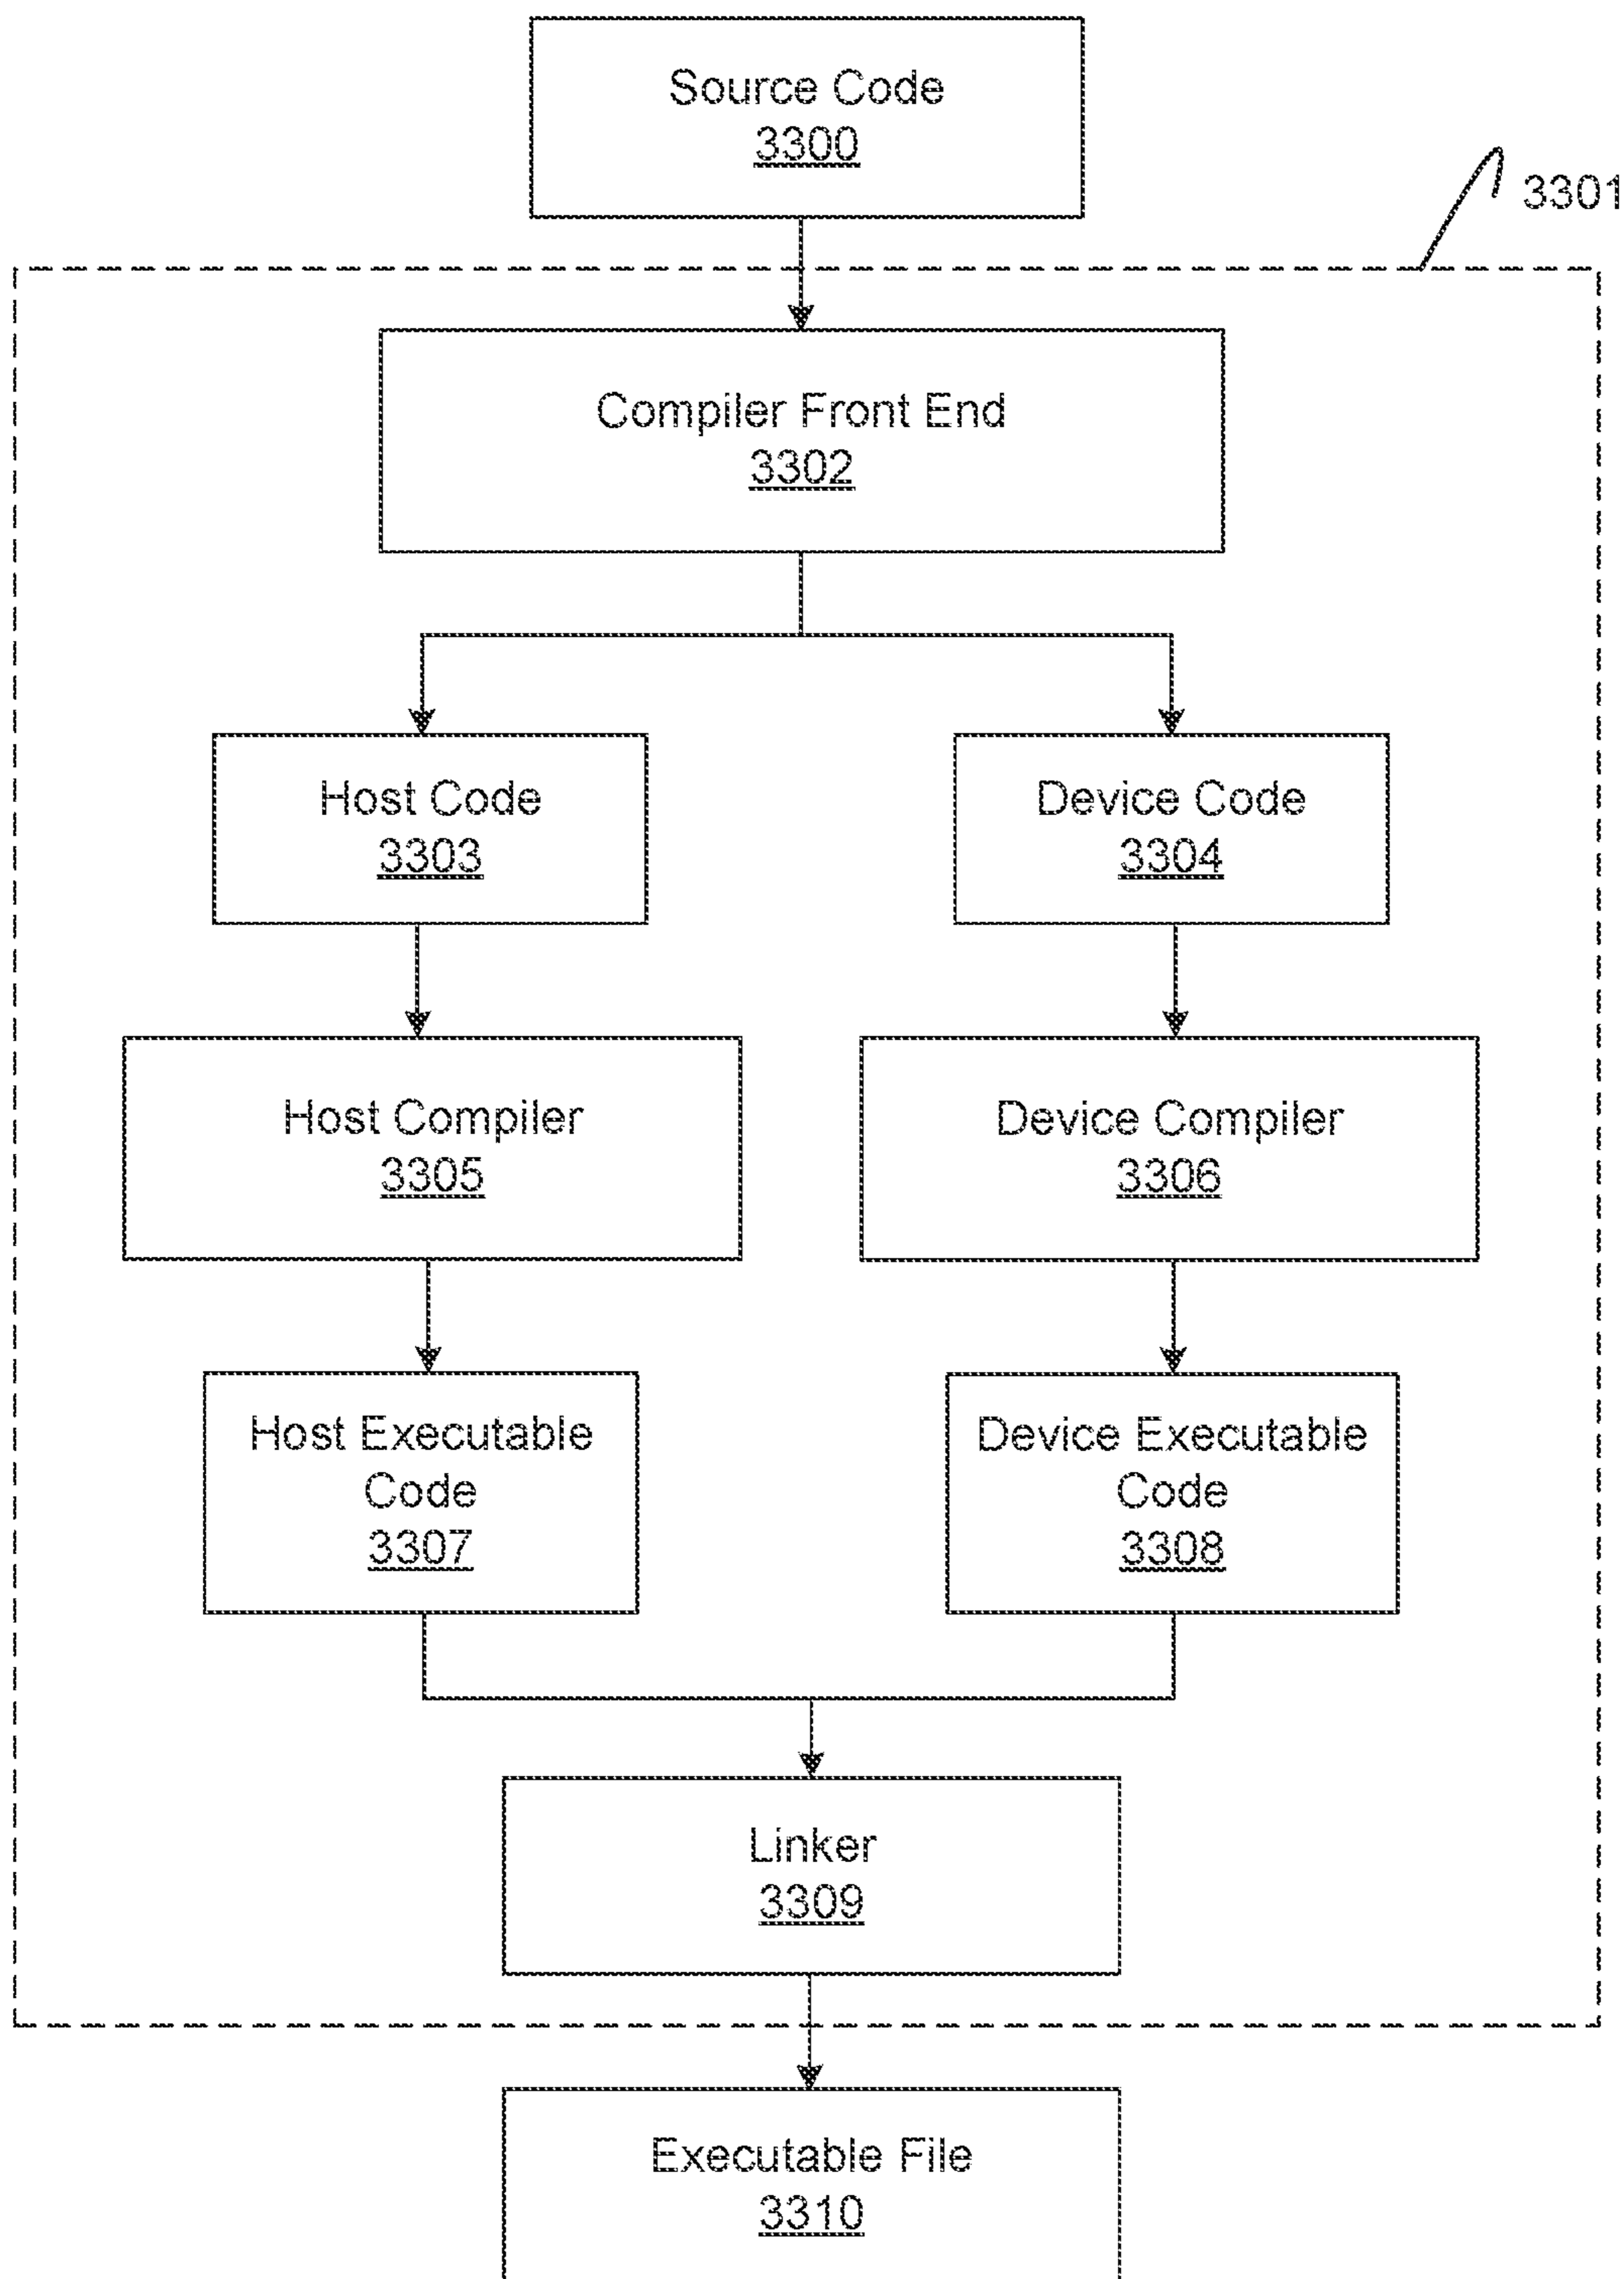 Source Code
3300
3301
Compiler Front End
3302
Host Code
3303
Device Code
3304
Host Compiler
3305
Device Compiler
3306
Host Executable
Code
3307
Device Executable
Code
3308
Linker
3309
Executable File
3310